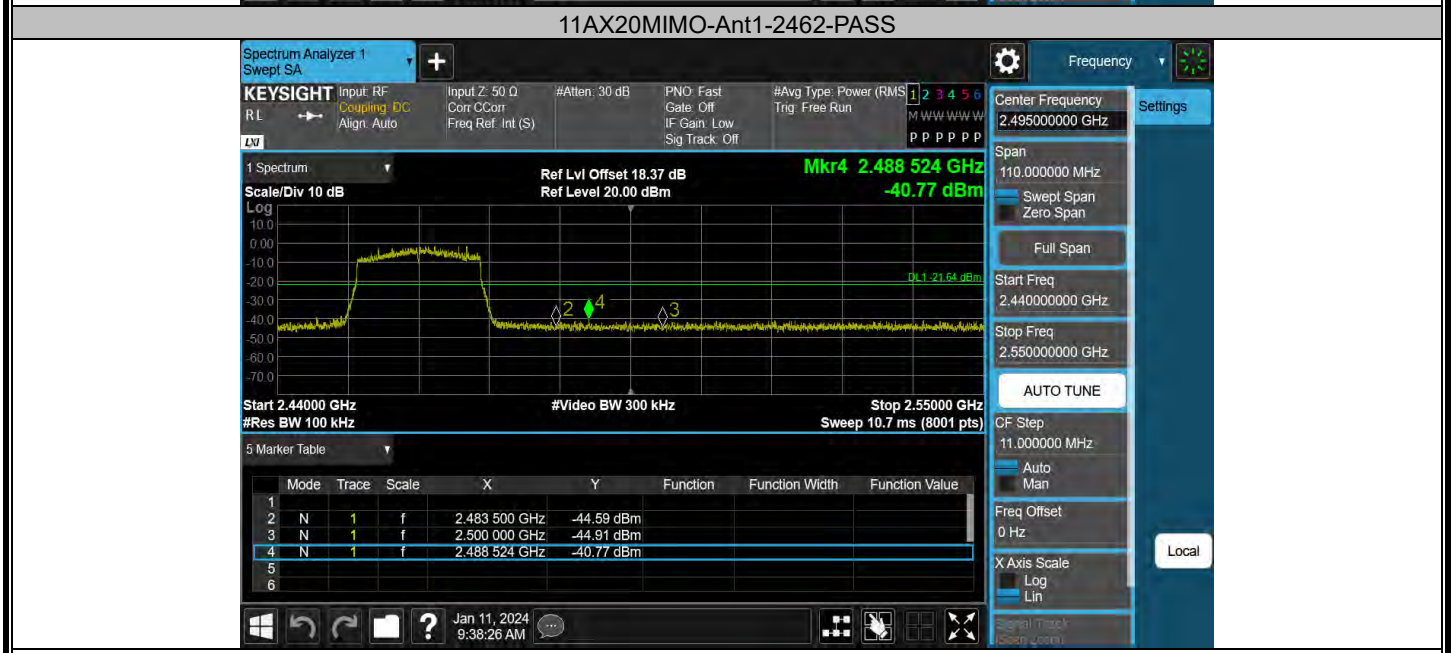 11AX20MIMO-Ant1-2462-PASS
Spectrum Analyzer 1
Swept SA
+
Frequency
KEYSIGHT
R L
LXI
Input: RF
Coupling: DC
Align: Auto
Input Z: 50 Ω
Corr CCorr
Freq Ref: Int (S)
#Atten: 30 dB
PNO: Fast
Gate: Off
IF Gain: Low
Sig Track: Off
#Avg Type: Power (RMS
Trig: Free Run
1 2 3 4 5 6
M W W W W W
P P P P P P
1 Spectrum
Scale/Div 10 dB
Ref Lvl Offset 18.37 dB
Ref Level 20.00 dBm
Mkr4 2.488 524 GHz
-40.77 dBm
Log
10.0
0.00
-10.0
-20.0
-30.0
-40.0
-50.0
-60.0
-70.0
DL1 -21.64 dBm
2
4
3
Start 2.44000 GHz
#Video BW 300 kHz
Stop 2.55000 GHz
#Res BW 100 kHz
Sweep 10.7 ms (8001 pts)
5 Marker Table
Mode Trace Scale X Y Function Function Width Function Value
1
2 N 1 f 2.483 500 GHz -44.59 dBm
3 N 1 f 2.500 000 GHz -44.91 dBm
4 N 1 f 2.488 524 GHz -40.77 dBm
5
6
?
Jan 11, 2024
9:38:26 AM
Center Frequency
2.495000000 GHz
Settings
Span
110.000000 MHz
Swept Span
Zero Span
Full Span
Start Freq
2.440000000 GHz
Stop Freq
2.550000000 GHz
AUTO TUNE
CF Step
11.000000 MHz
Auto
Man
Freq Offset
0 Hz
X Axis Scale
Log
Lin
Local
Signal Track
(Span Zoom)